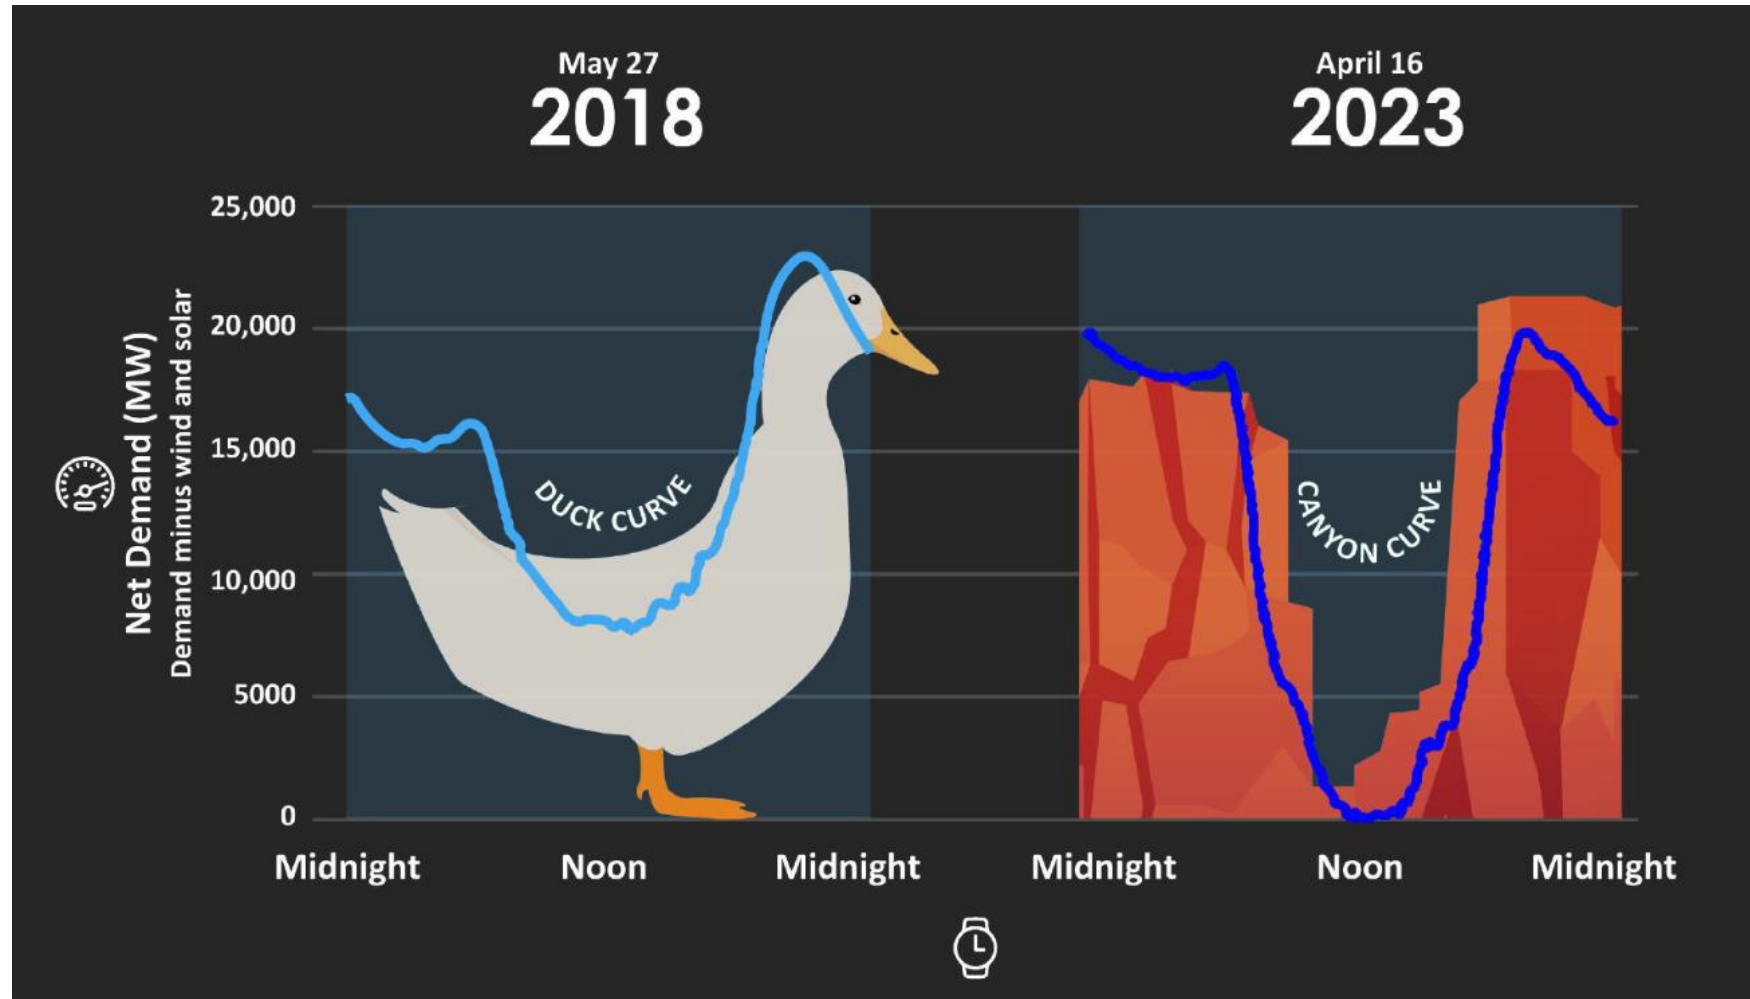 May 27
2018
April 16
2023
Net Demand (MW)
Demand minus wind and solar
25,000
20,000
15,000
10,000
5000
0
DUCK CURVE
CANYON CURVE
Midnight
Noon
Midnight
Midnight
Noon
Midnight